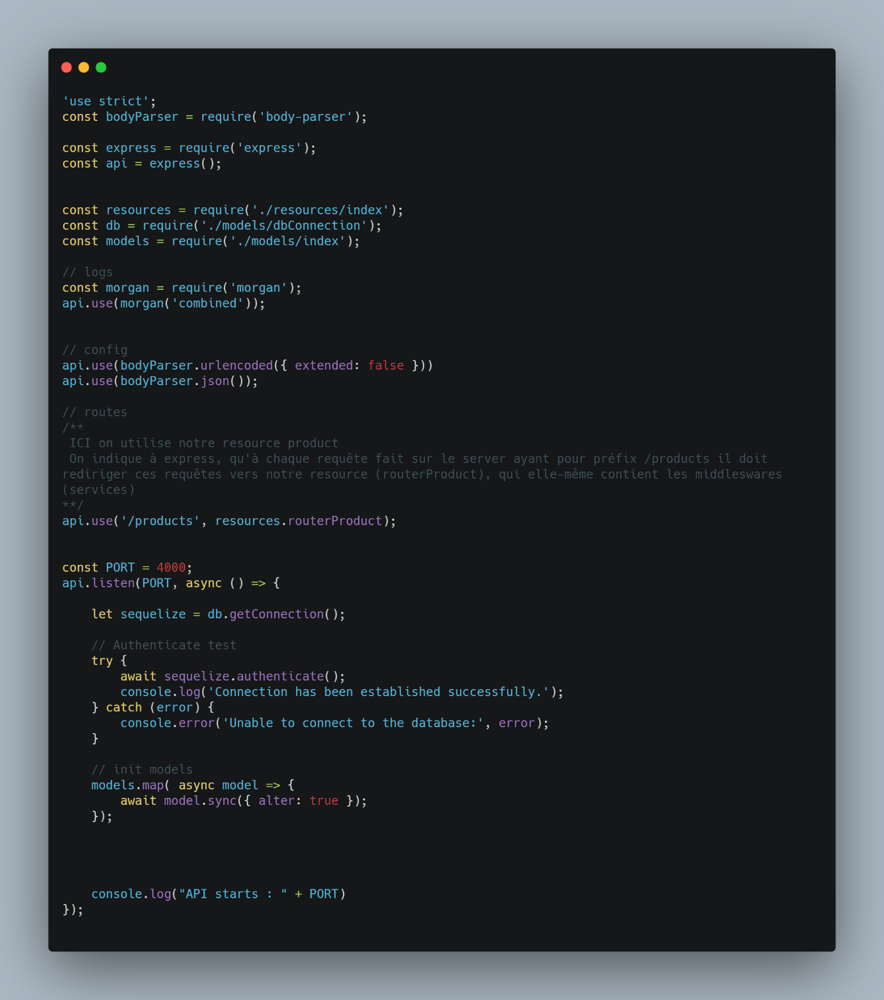 'use strict';
const bodyParser = require('body-parser');
const express = require('express');
const api = express();
const resources = require('./resources/index');
const db = require('./models/dbConnection');
const models = require('./models/index');
// logs
const morgan = require('morgan');
api.use(morgan('combined'));
// config
api.use(bodyParser.urlencoded({ extended: false }))
api.use(bodyParser.json());
// routes
/**
ICI on utilise notre resource product
On indique à express, qu'à chaque requête fait sur le server ayant pour préfix /products il doit
rediriger ces requêtes vers notre resource (routerProduct), qui elle-même contient les middleswares
(services)
**/
api.use('/products', resources.routerProduct);
const PORT = 4000;
api.listen(PORT, async () => {
let sequelize = db.getConnection();
// Authenticate test
try {
await sequelize.authenticate();
console.log('Connection has been established successfully.');
} catch (error) {
console.error('Unable to connect to the database:', error);
}
// init models
models.map( async model => {
await model.sync({ alter: true });
});
console.log("API starts : " + PORT)
});